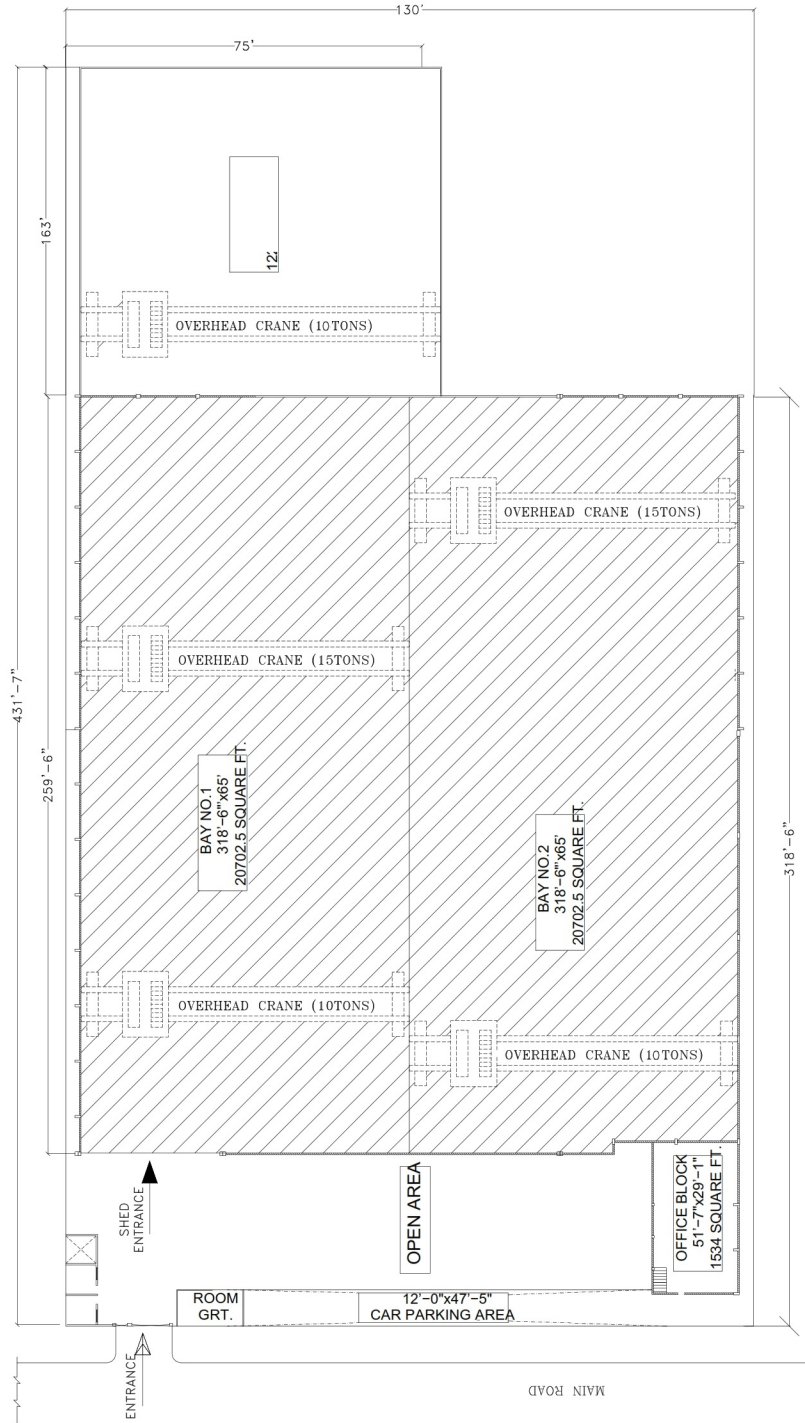 130'
75'
163'
12'
OVERHEAD CRANE (10TONS)
431'-7"
259'-6"
318'-6"
OVERHEAD CRANE (15TONS)
OVERHEAD CRANE (15TONS)
BAY NO.1
318'-6"'x65'
20702.5 SQUARE FT.
BAY NO.2
318'-6"'x65'
20702.5 SQUARE FT.
OVERHEAD CRANE (10TONS)
OVERHEAD CRANE (10TONS)
SHED
ENTRANCE
OPEN AREA
OFFICE BLOCK
51'-7"x29'-1"
1534 SQUARE FT.
ROOM
GRT.
12'-0"x47'-5"
CAR PARKING AREA
ENTRANCE
MAIN ROAD